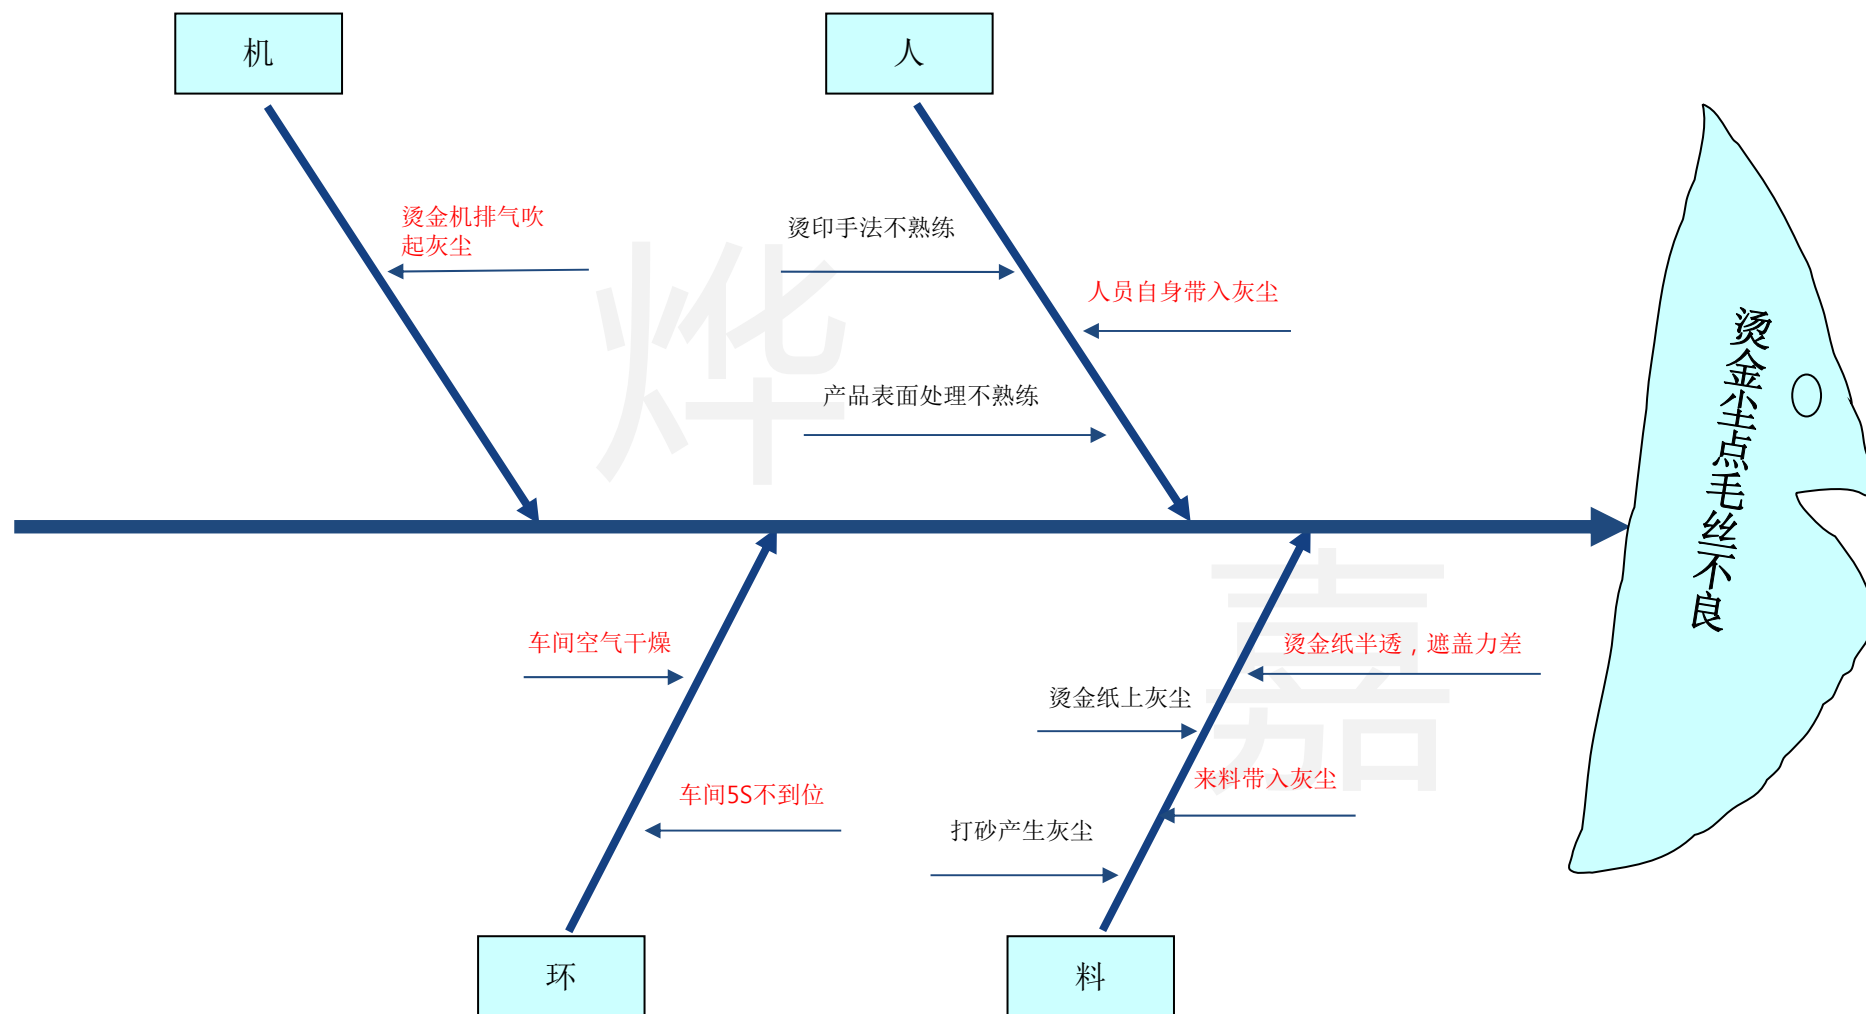 机
人
烫金机排气吹
起灰尘
烫印手法不熟练
人员自身带入灰尘
产品表面处理不熟练
烫金尘点毛丝不良
车间空气干燥
烫金纸半透，遮盖力差
烫金纸上灰尘
来料带入灰尘
车间5S不到位
打砂产生灰尘
环
料
烨
嘉